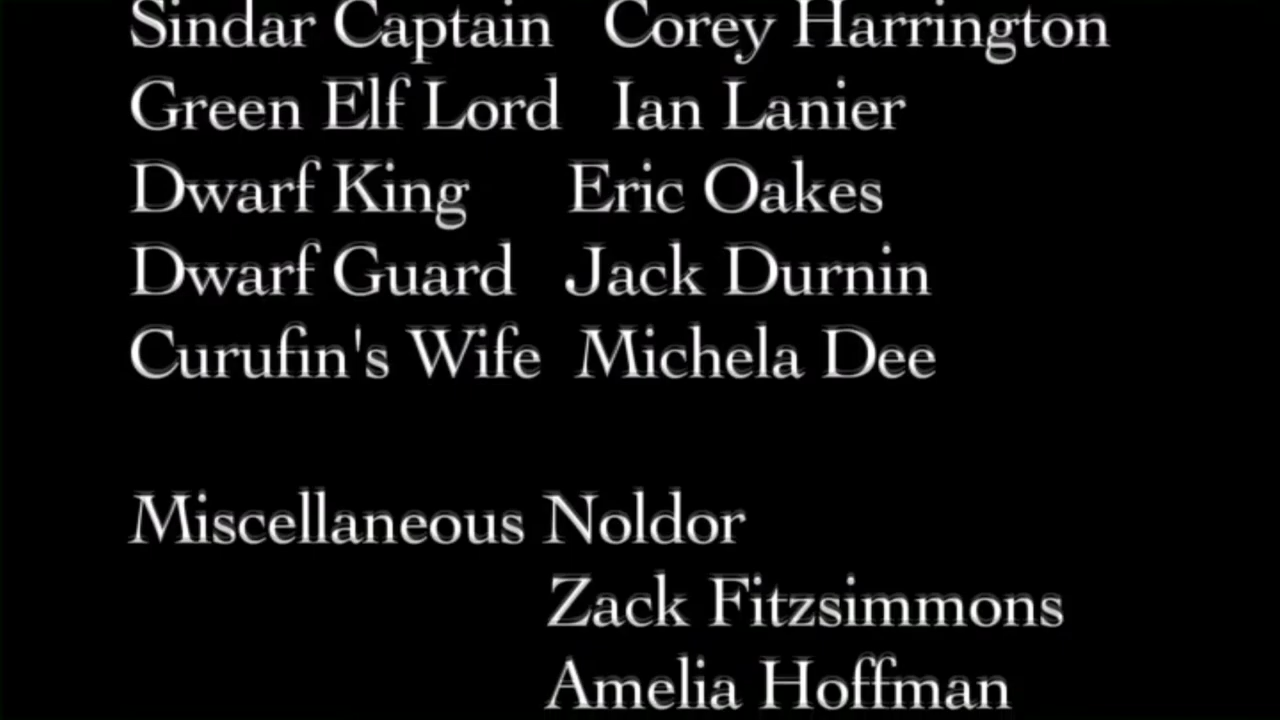 Sindar Captain Corey Harrington
Green Elf Lord Ian Lanier
Dwarf King Eric Oakes
Dwarf Guard Jack Durnin
Curufin's Wife Michela Dee
Miscellaneous Noldor
Zack Fitzsimmons
Amelia Hoffman